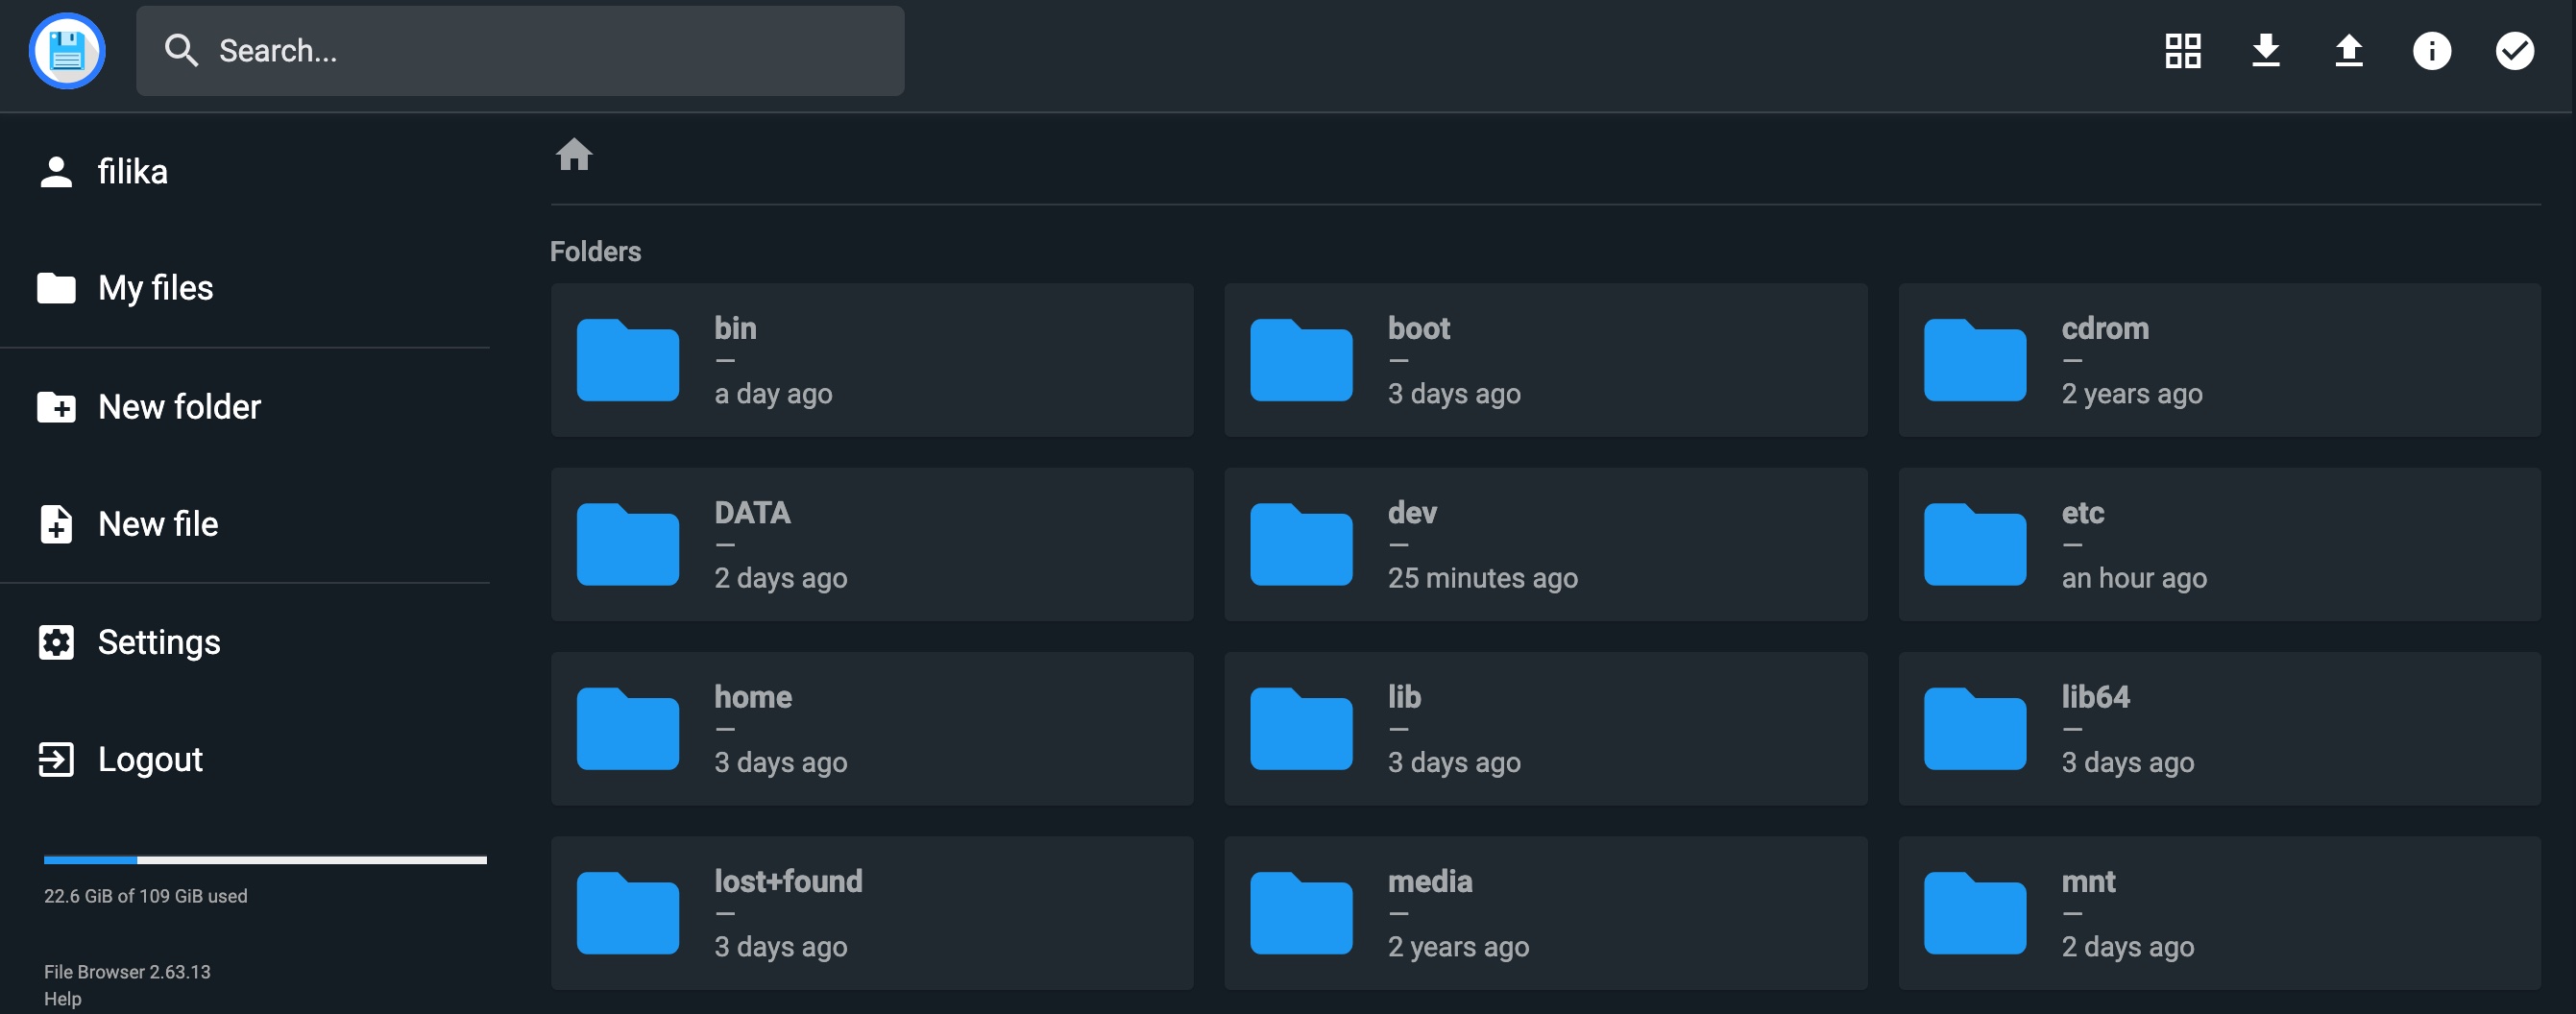 Search...
filika
My files
New folder
New file
Settings
Logout
22.6 GiB of 109 GiB used
File Browser 2.63.13
Help
Folders
bin
—
a day ago
boot
—
3 days ago
cdrom
—
2 years ago
DATA
—
2 days ago
dev
—
25 minutes ago
etc
—
an hour ago
home
—
3 days ago
lib
—
3 days ago
lib64
—
3 days ago
lost+found
—
3 days ago
media
—
2 years ago
mnt
—
2 days ago